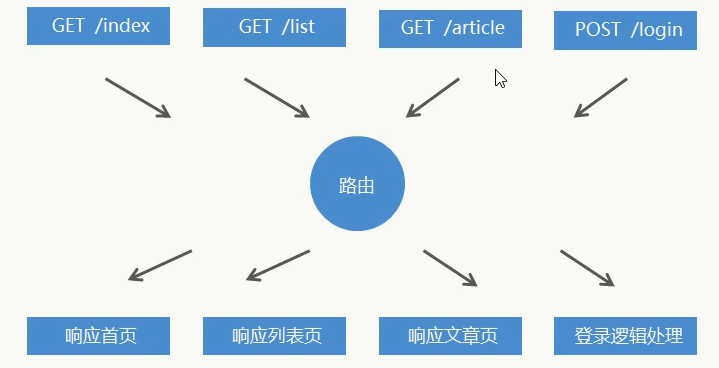 GET /index
GET /list
GET /article
POST /login
路由
响应首页
响应列表页
响应文章页
登录逻辑处理